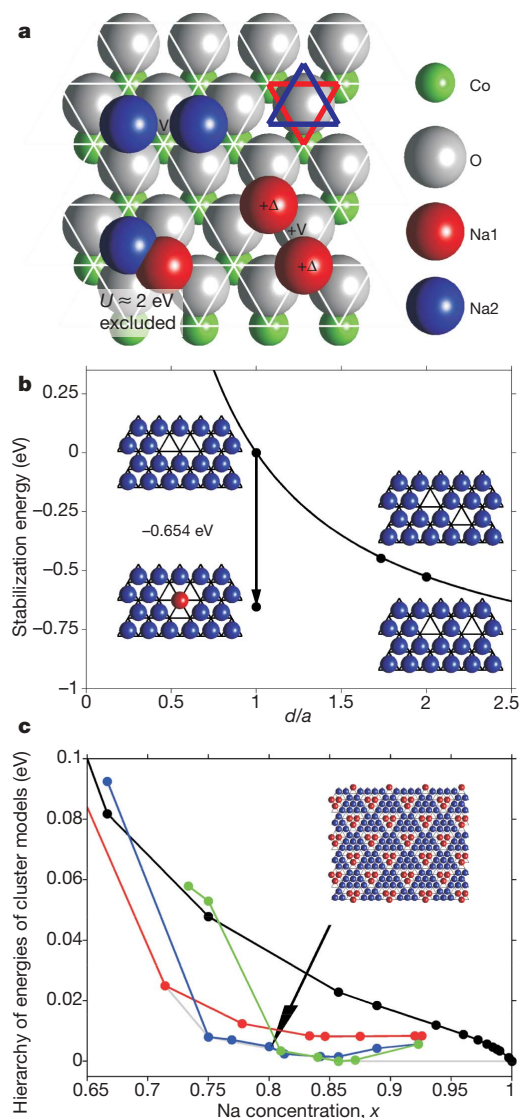 a
V
+Δ
+V
+Δ
U ≈ 2 eV
excluded
Co
O
Na1
Na2
b
Stabilization energy (eV)
0.25
0
−0.25
−0.5
−0.75
−1
−0.654 eV
0 0.5 1 1.5 2 2.5
d/a
c
Hierarchy of energies of cluster models (eV)
0.1
0.08
0.06
0.04
0.02
0
0.65 0.7 0.75 0.8 0.85 0.9 0.95 1
Na concentration, x